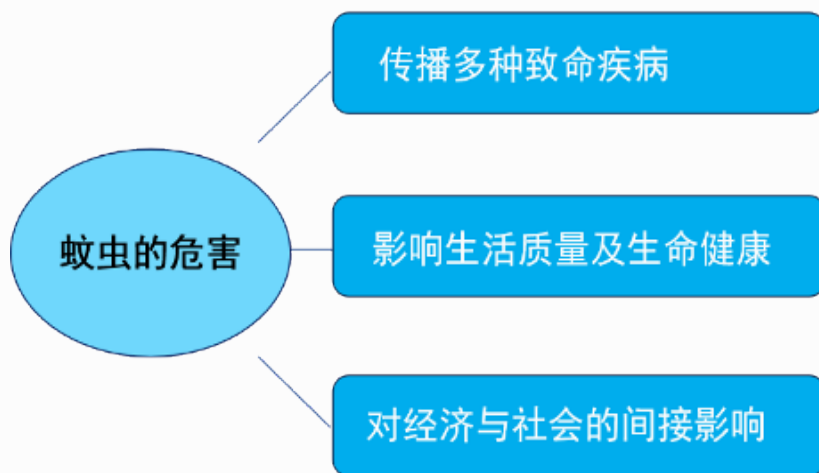 传播多种致命疾病
蚊虫的危害
影响生活质量及生命健康
对经济与社会的间接影响